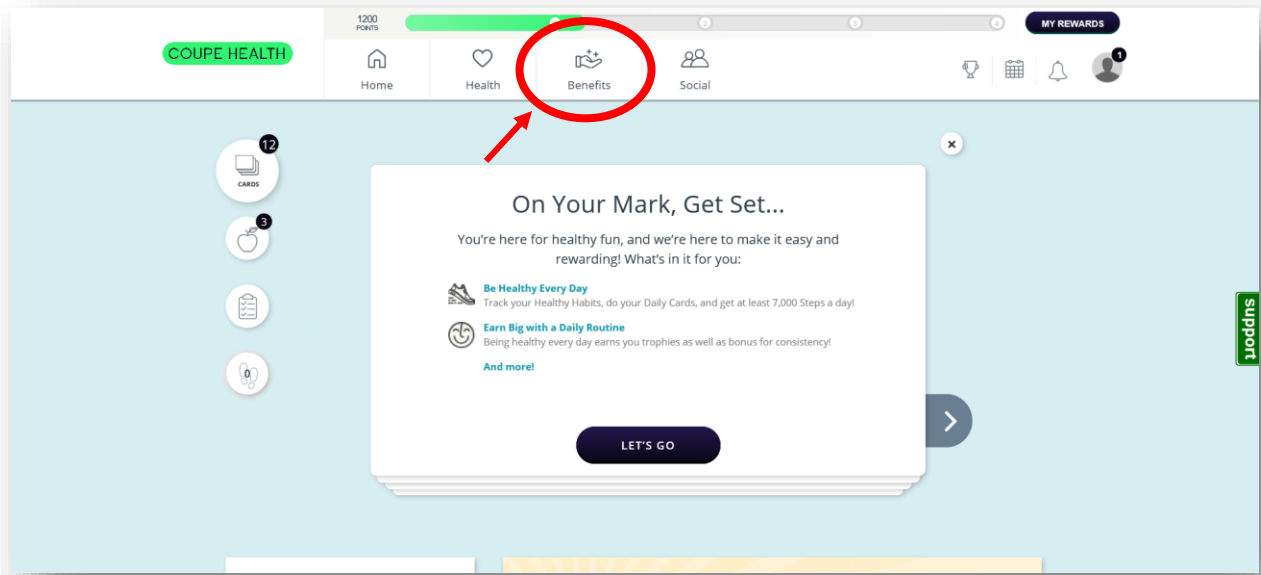 1200
POINTS
2
3
4
MY REWARDS
COUPE HEALTH
Home
Health
Benefits
Social
1
12
CARDS
3
0
On Your Mark, Get Set...
You're here for healthy fun, and we're here to make it easy and
rewarding! What's in it for you:
Be Healthy Every Day
Track your Healthy Habits, do your Daily Cards, and get at least 7,000 Steps a day!
Earn Big with a Daily Routine
Being healthy every day earns you trophies as well as bonus for consistency!
And more!
LET'S GO
support